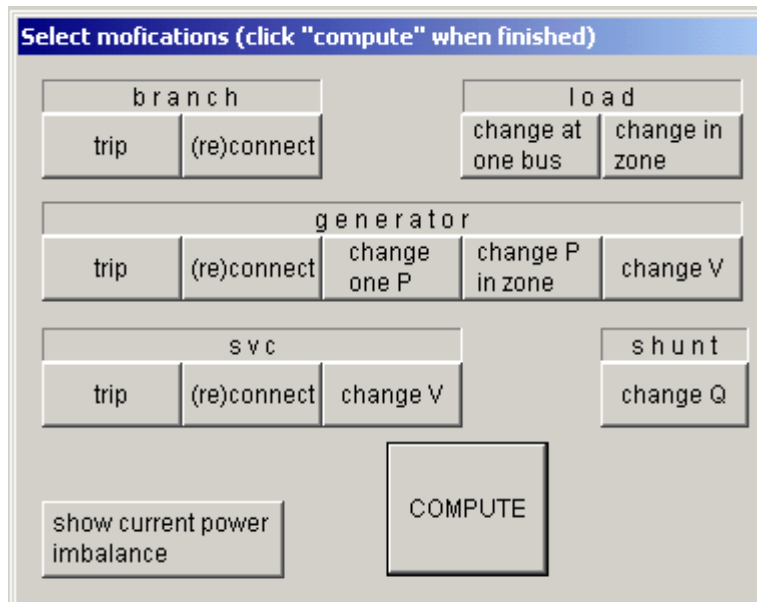 Select mofications (click "compute" when finished)
branch
load
trip
(re)connect
change at
one bus
change in
zone
generator
trip
(re)connect
change
one P
change P
in zone
change V
svc
shunt
trip
(re)connect
change V
change Q
COMPUTE
show current power
imbalance